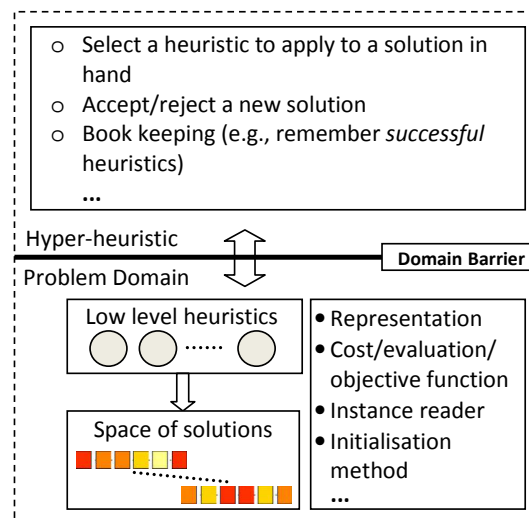 o Select a heuristic to apply to a solution in
hand
o Accept/reject a new solution
o Book keeping (e.g., remember successful
heuristics)
...
Hyper-heuristic
Domain Barrier
Problem Domain
Low level heuristics
......
Space of solutions
• Representation
• Cost/evaluation/
objective function
• Instance reader
• Initialisation
method
...